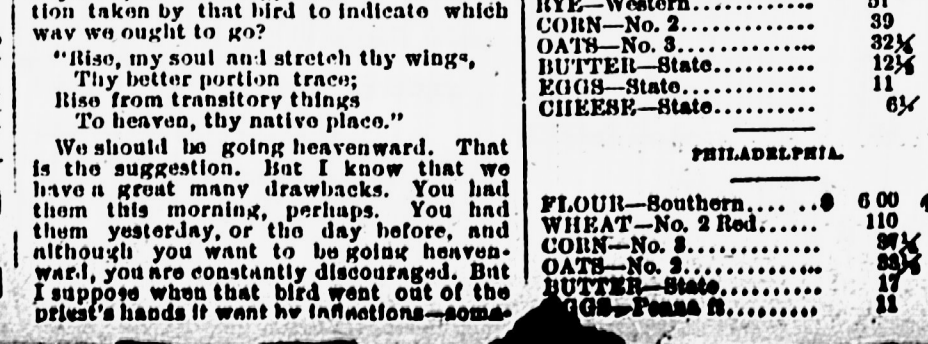 tion taken by that bird to indicate which
way we ought to go?
"Rise, my soul and stretch thy wings,
Thy better portion trace;
Rise from transitory things
To heaven, thy native place."
We should be going heavenward. That
is the suggestion. But I know that we
have a great many drawbacks. You had
them this morning, perhaps. You had
them yesterday, or the day before, and
although you want to be going heaven-
ward, you are constantly discouraged. But
I suppose when that bird went out of the
priest's hands it went by inflections—some-
RYE—Western
CORN—No. 2.......... 39
OATS—No. 3.......... 32½
BUTTER—State.......... 12½
EGGS—State.......... 11
CHEESE—State.......... 6½
PHILADELPHIA.
FLOUR—Southern.... .. 6 00
WHEAT—No. 2 Red...... 110
CORN—No. 3..........
OATS—No. 2..........
BUTTER—State.......... 17
EGGS—Penna ft.......... 11